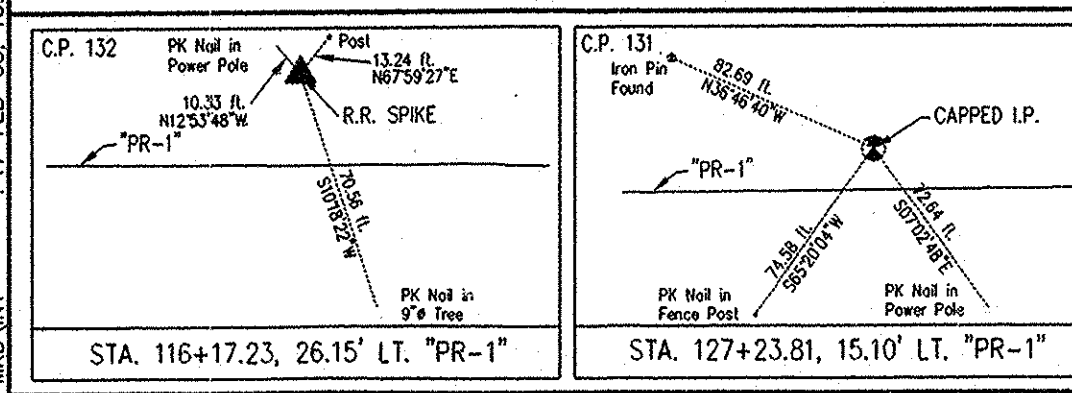 C.P. 132
PK Nail in
Power Pole
Post
13.24 ft.
N67°59'27"E
10.33 ft.
N12°53'48"W
R.R. SPIKE
"PR-1"
70.56 ft.
S10°18'22"W
PK Nail in
9"ø Tree
STA. 116+17.23, 26.15' LT. "PR-1"
C.P. 131
Iron Pin
Found
82.69 ft.
N36°46'40"W
CAPPED I.P.
"PR-1"
74.58 ft.
S65°20'04"W
72.64 ft.
S07°02'48"E
PK Nail in
Fence Post
PK Nail in
Power Pole
STA. 127+23.81, 15.10' LT. "PR-1"